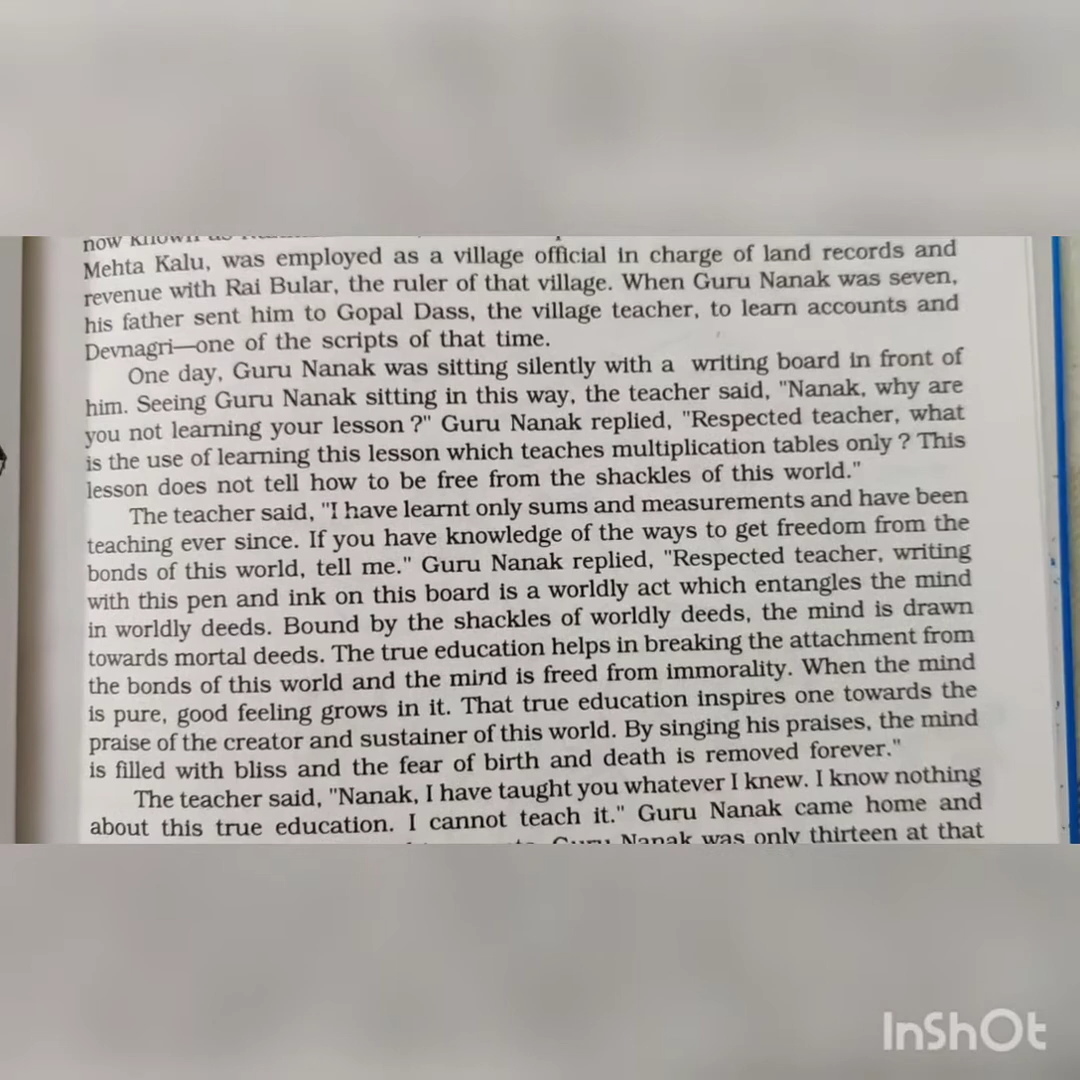 now known as
Mehta Kalu, was employed as a village official in charge of land records and
revenue with Rai Bular, the ruler of that village. When Guru Nanak was seven,
his father sent him to Gopal Dass, the village teacher, to learn accounts and
Devnagri—one of the scripts of that time.
One day, Guru Nanak was sitting silently with a writing board in front of
him. Seeing Guru Nanak sitting in this way, the teacher said, "Nanak, why are
you not learning your lesson ?" Guru Nanak replied, "Respected teacher, what
is the use of learning this lesson which teaches multiplication tables only ? This
lesson does not tell how to be free from the shackles of this world."
The teacher said, "I have learnt only sums and measurements and have been
teaching ever since. If you have knowledge of the ways to get freedom from the
bonds of this world, tell me." Guru Nanak replied, "Respected teacher, writing
with this pen and ink on this board is a worldly act which entangles the mind
in worldly deeds. Bound by the shackles of worldly deeds, the mind is drawn
towards mortal deeds. The true education helps in breaking the attachment from
the bonds of this world and the mind is freed from immorality. When the mind
is pure, good feeling grows in it. That true education inspires one towards the
praise of the creator and sustainer of this world. By singing his praises, the mind
is filled with bliss and the fear of birth and death is removed forever."
The teacher said, "Nanak, I have taught you whatever I knew. I know nothing
about this true education. I cannot teach it." Guru Nanak came home and
Guru Nanak was only thirteen at that
InShOt